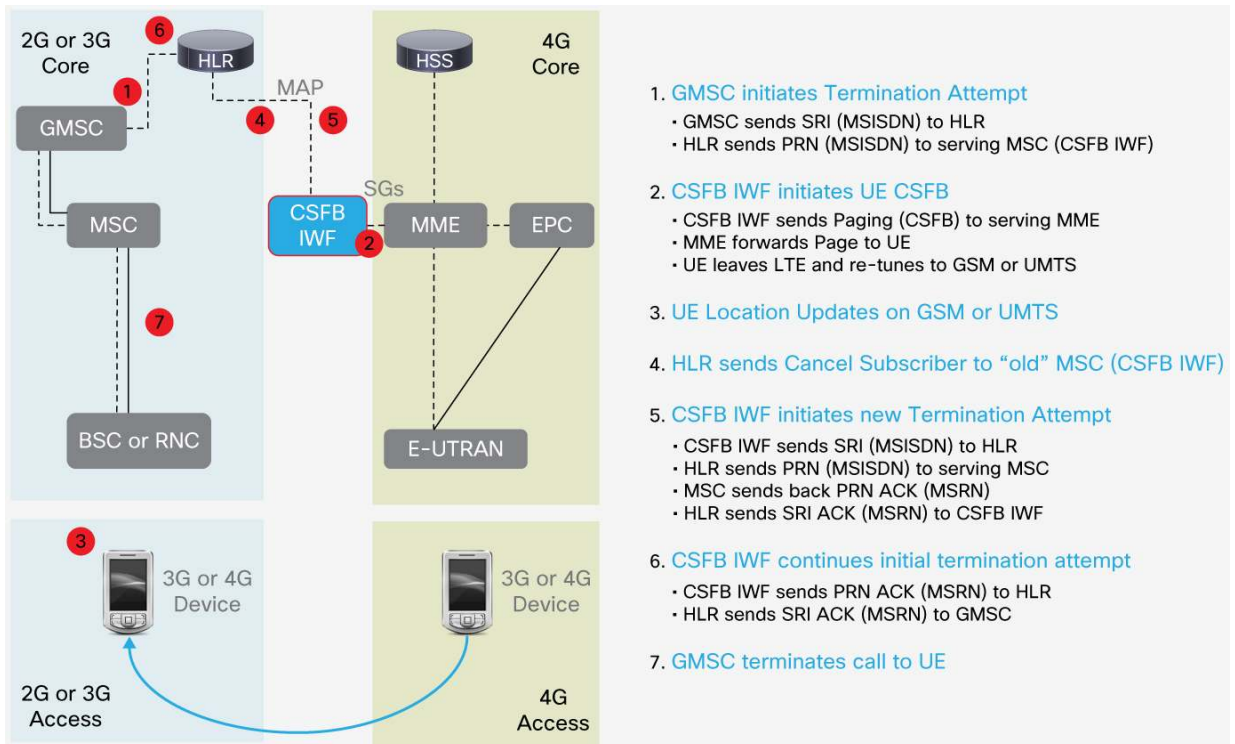 2G or 3G
Core
6
HLR
1
GMSC
MAP
4
5
MSC
CSFB
IWF
SGs
2
7
BSC or RNC
HSS
4G
Core
MME
EPC
E-UTRAN
3
3G or 4G
Device
2G or 3G
Access
3G or 4G
Device
4G
Access
1. GMSC initiates Termination Attempt
• GMSC sends SRI (MSISDN) to HLR
• HLR sends PRN (MSISDN) to serving MSC (CSFB IWF)
2. CSFB IWF initiates UE CSFB
• CSFB IWF sends Paging (CSFB) to serving MME
• MME forwards Page to UE
• UE leaves LTE and re-tunes to GSM or UMTS
3. UE Location Updates on GSM or UMTS
4. HLR sends Cancel Subscriber to “old” MSC (CSFB IWF)
5. CSFB IWF initiates new Termination Attempt
• CSFB IWF sends SRI (MSISDN) to HLR
• HLR sends PRN (MSISDN) to serving MSC
• MSC sends back PRN ACK (MSRN)
• HLR sends SRI ACK (MSRN) to CSFB IWF
6. CSFB IWF continues initial termination attempt
• CSFB IWF sends PRN ACK (MSRN) to HLR
• HLR sends SRI ACK (MSRN) to GMSC
7. GMSC terminates call to UE